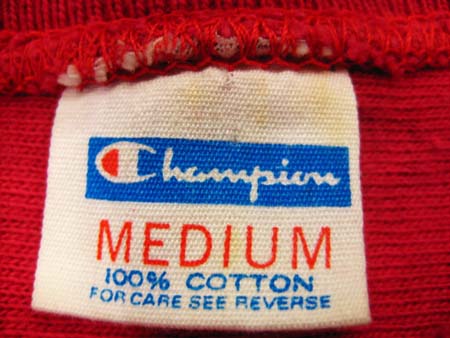 Champion
MEDIUM
100% COTTON
FOR CARE SEE REVERSE